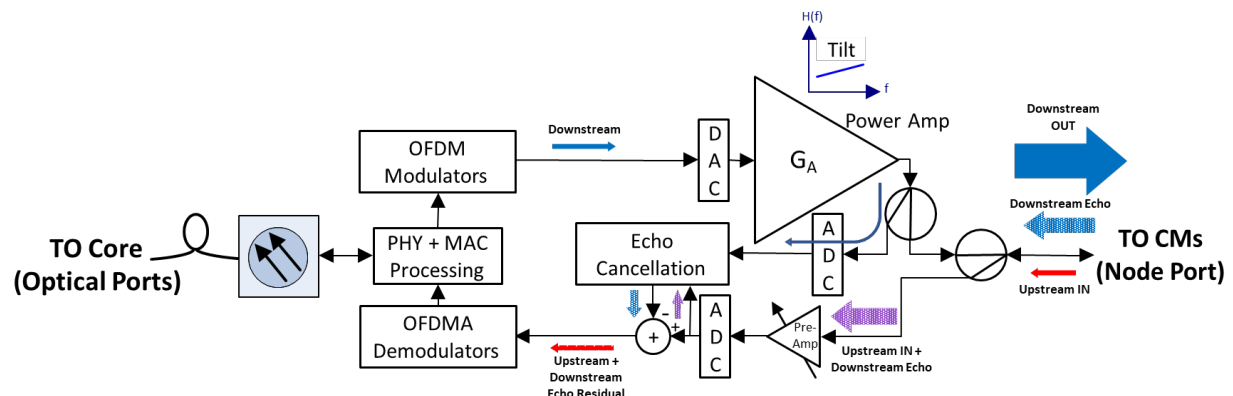 H(f)
Tilt
f
Power Amp
G_A
Downstream
OUT
Downstream
D
A
C
OFDM
Modulators
Downstream Echo
TO Core
(Optical Ports)
PHY + MAC
Processing
Echo
Cancellation
A
D
C
TO CMs
(Node Port)
Upstream IN
OFDMA
Demodulators
-
+
+
A
D
C
Pre-
Amp
Upstream IN +
Downstream Echo
Upstream +
Downstream
Echo Residual